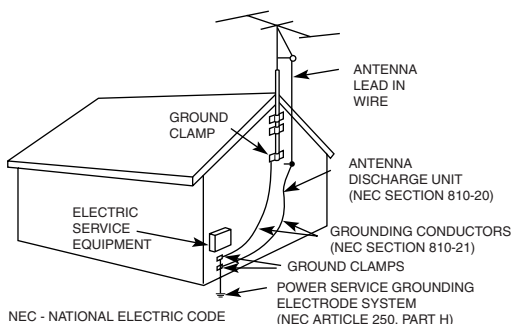 ANTENNA
LEAD IN
WIRE
GROUND
CLAMP
ANTENNA
DISCHARGE UNIT
(NEC SECTION 810-20)
ELECTRIC
SERVICE
EQUIPMENT
GROUNDING CONDUCTORS
(NEC SECTION 810-21)
GROUND CLAMPS
POWER SERVICE GROUNDING
ELECTRODE SYSTEM
(NEC ARTICLE 250, PART H)
NEC - NATIONAL ELECTRIC CODE